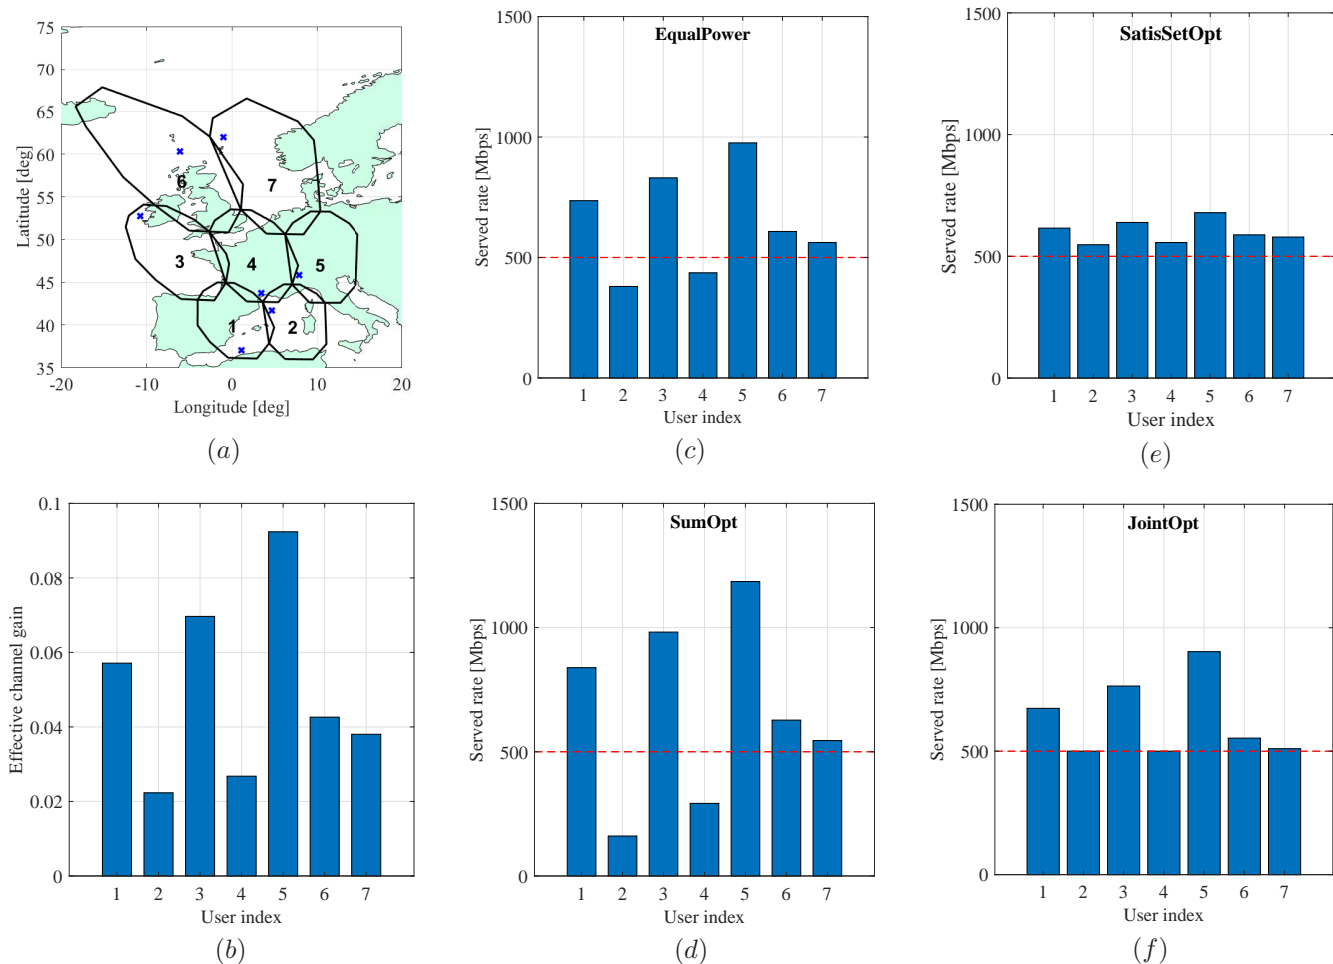 75
70
65
60
55
50
45
40
35
-20
-10
0
10
20
Latitude [deg]
Longitude [deg]
6
7
3
4
5
1
2
(a)
1500
1000
500
0
EqualPower
Served rate [Mbps]
1 2 3 4 5 6 7
User index
(c)
1500
1000
500
0
SatisSetOpt
Served rate [Mbps]
1 2 3 4 5 6 7
User index
(e)
0.1
0.08
0.06
0.04
0.02
0
Effective channel gain
1 2 3 4 5 6 7
User index
(b)
1500
1000
500
0
SumOpt
Served rate [Mbps]
1 2 3 4 5 6 7
User index
(d)
1500
1000
500
0
JointOpt
Served rate [Mbps]
1 2 3 4 5 6 7
User index
(f)